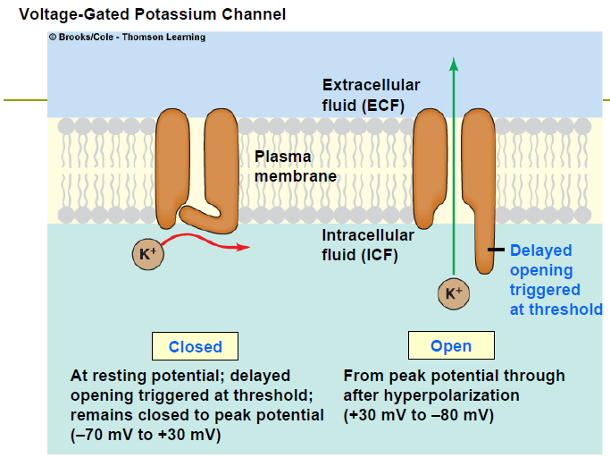 Voltage-Gated Potassium Channel
© Brooks/Cole - Thomson Learning
Extracellular
fluid (ECF)
Plasma
membrane
Intracellular
fluid (ICF)
K+
K+
Delayed
opening
triggered
at threshold
Closed
At resting potential; delayed
opening triggered at threshold;
remains closed to peak potential
(–70 mV to +30 mV)
Open
From peak potential through
after hyperpolarization
(+30 mV to –80 mV)